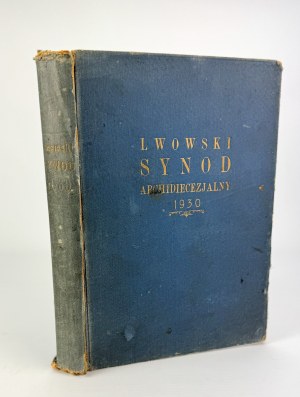 LWOWSKI
SYNOD
ARCHIDIECEZJALNY
1930